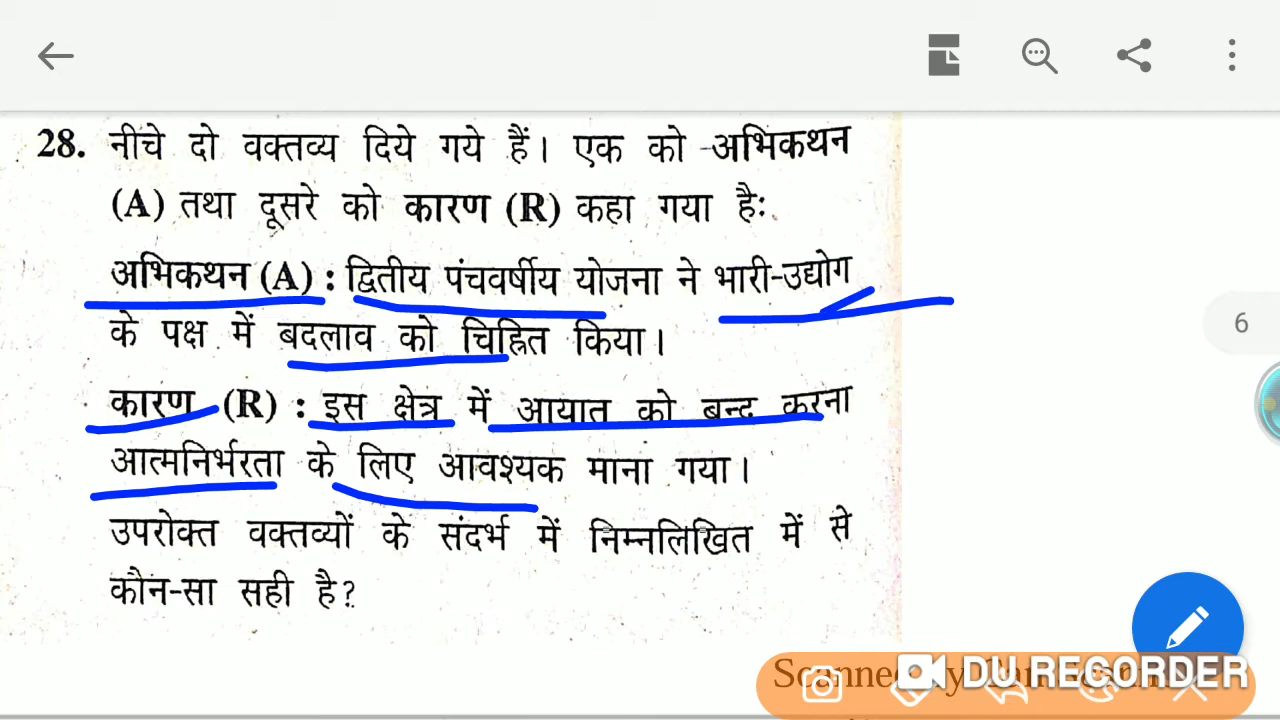 28. नीचे दो वक्तव्य दिये गये हैं। एक को अभिकथन
(A) तथा दूसरे को कारण (R) कहा गया है:
अभिकथन (A) : द्वितीय पंचवर्षीय योजना ने भारी-उद्योग
के पक्ष में बदलाव को चिह्नित किया।
6
कारण (R) : इस क्षेत्र में आयात को बन्द करना
आत्मनिर्भरता के लिए आवश्यक माना गया।
उपरोक्त वक्तव्यों के संदर्भ में निम्नलिखित में से
कौन-सा सही है?
DU RECORDER